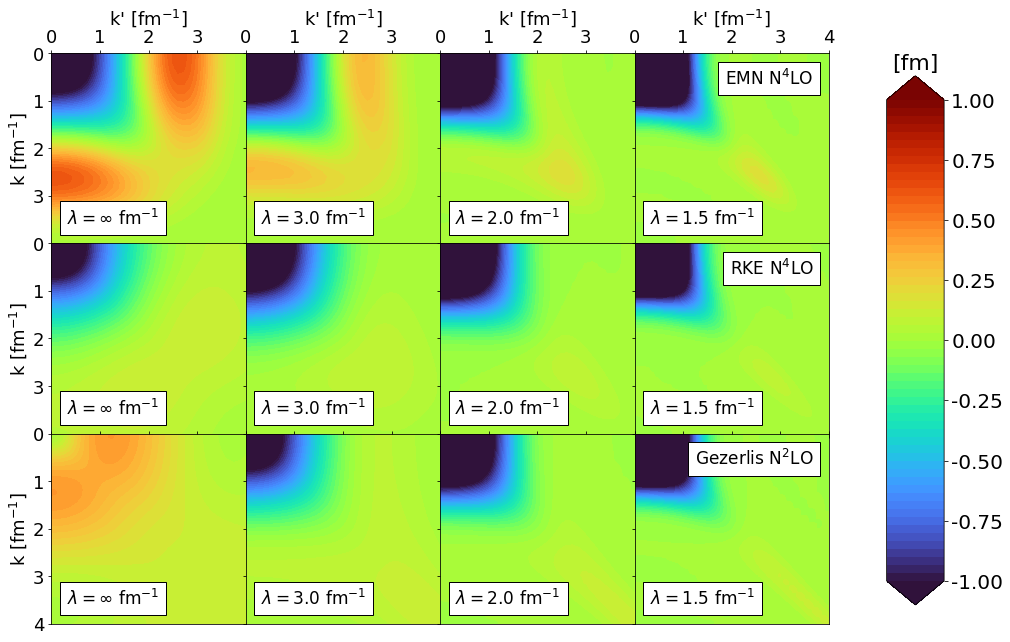 k' [fm⁻¹] k' [fm⁻¹] k' [fm⁻¹] k' [fm⁻¹]
0 1 2 3 0 1 2 3 0 1 2 3 0 1 2 3 4
[fm]
0
EMN N⁴LO
1
k [fm⁻¹]
2
3
λ = ∞ fm⁻¹ λ = 3.0 fm⁻¹ λ = 2.0 fm⁻¹ λ = 1.5 fm⁻¹
0
RKE N⁴LO
1
k [fm⁻¹]
2
3
λ = ∞ fm⁻¹ λ = 3.0 fm⁻¹ λ = 2.0 fm⁻¹ λ = 1.5 fm⁻¹
0
Gezerlis N²LO
1
k [fm⁻¹]
2
3
λ = ∞ fm⁻¹ λ = 3.0 fm⁻¹ λ = 2.0 fm⁻¹ λ = 1.5 fm⁻¹
4
1.00
0.75
0.50
0.25
0.00
-0.25
-0.50
-0.75
-1.00